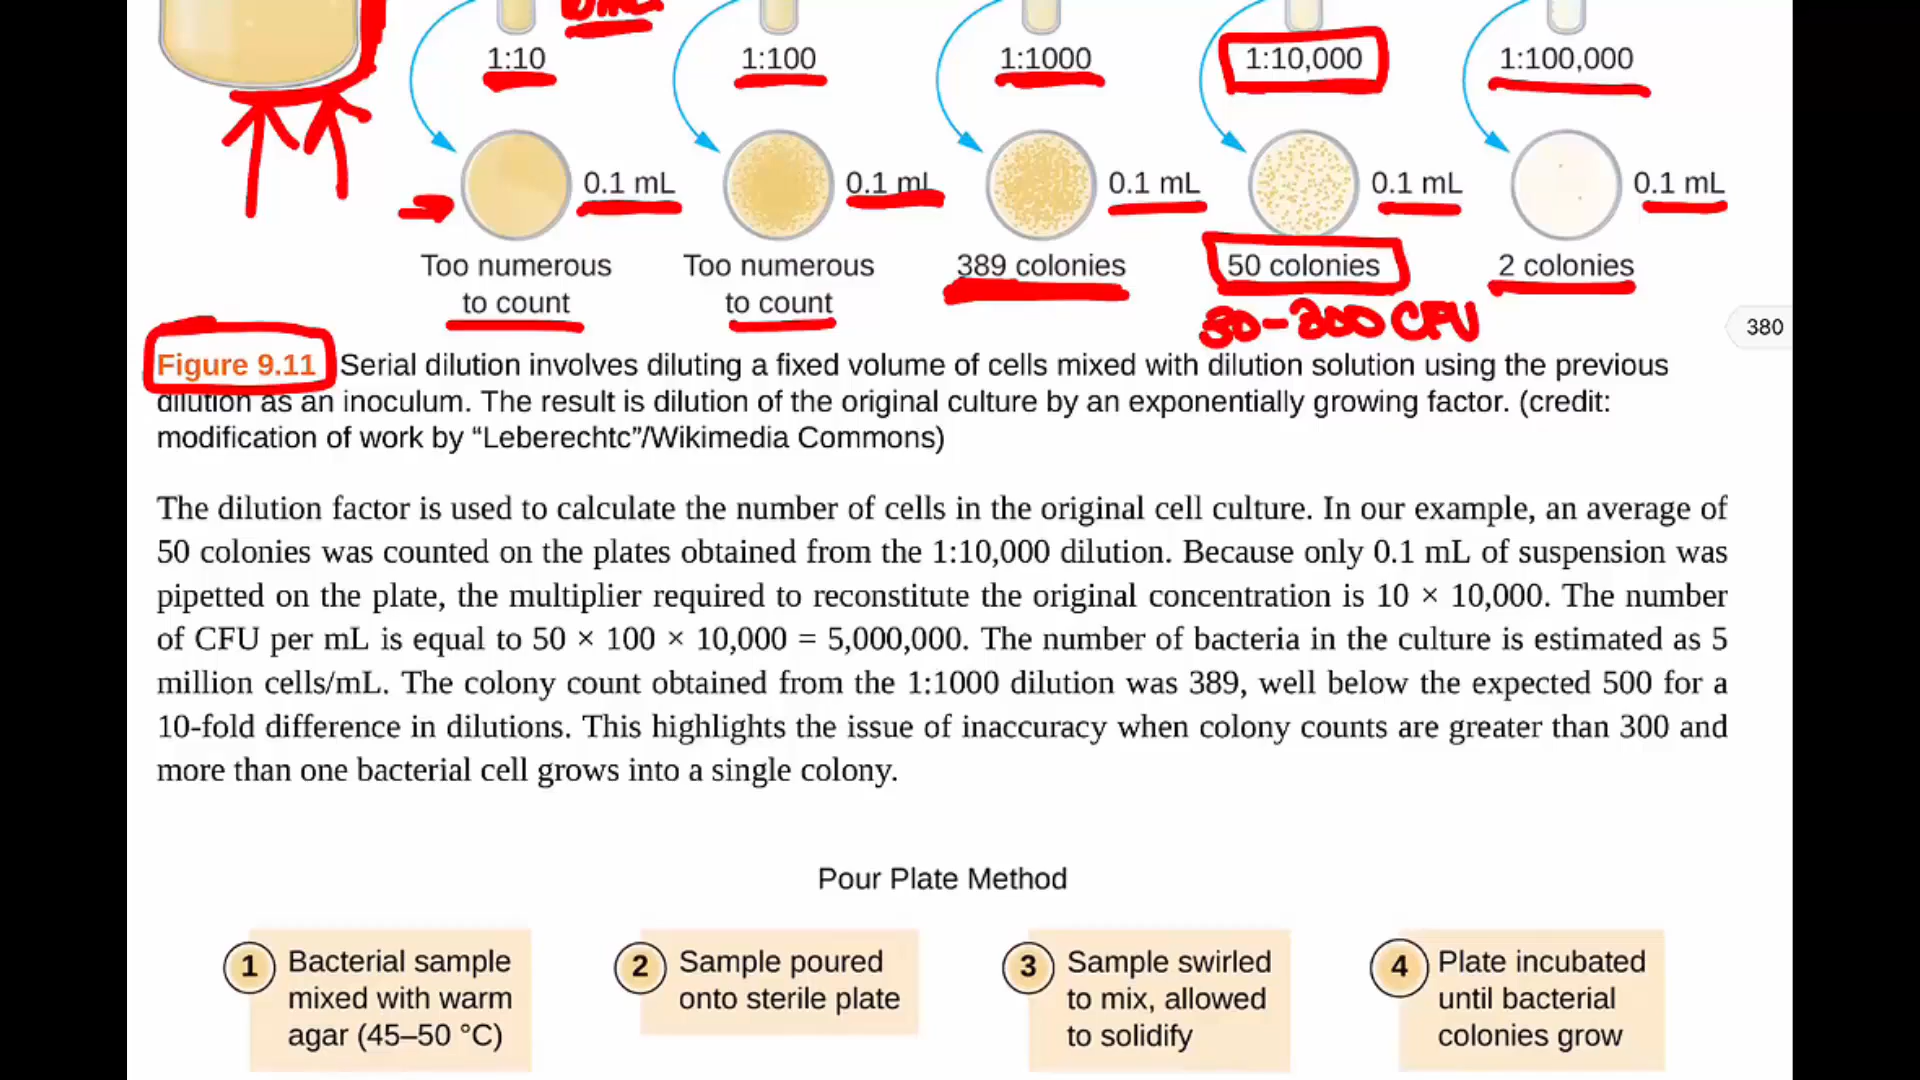 1:10 1:100 1:1000 1:10,000 1:100,000
0.1 mL 0.1 mL 0.1 mL 0.1 mL 0.1 mL
Too numerous to count
Too numerous to count
389 colonies
50 colonies
2 colonies
30-300 CFU
380
Figure 9.11 Serial dilution involves diluting a fixed volume of cells mixed with dilution solution using the previous
dilution as an inoculum. The result is dilution of the original culture by an exponentially growing factor. (credit:
modification of work by “Leberechtc”/Wikimedia Commons)
The dilution factor is used to calculate the number of cells in the original cell culture. In our example, an average of
50 colonies was counted on the plates obtained from the 1:10,000 dilution. Because only 0.1 mL of suspension was
pipetted on the plate, the multiplier required to reconstitute the original concentration is 10 × 10,000. The number
of CFU per mL is equal to 50 × 100 × 10,000 = 5,000,000. The number of bacteria in the culture is estimated as 5
million cells/mL. The colony count obtained from the 1:1000 dilution was 389, well below the expected 500 for a
10-fold difference in dilutions. This highlights the issue of inaccuracy when colony counts are greater than 300 and
more than one bacterial cell grows into a single colony.
Pour Plate Method
1 Bacterial sample
mixed with warm
agar (45–50 °C)
2 Sample poured
onto sterile plate
3 Sample swirled
to mix, allowed
to solidify
4 Plate incubated
until bacterial
colonies grow